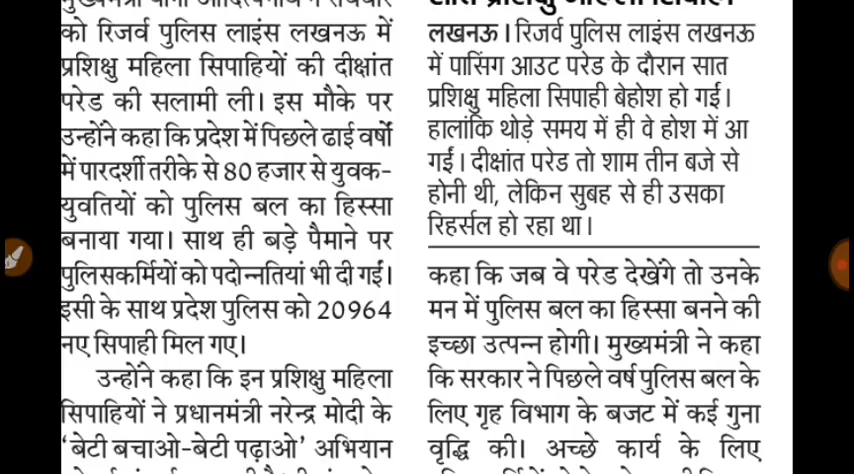 को रिजर्व पुलिस लाइंस लखनऊ में
प्रशिक्षु महिला सिपाहियों की दीक्षांत
परेड की सलामी ली। इस मौके पर
उन्होंने कहा कि प्रदेश में पिछले ढाई वर्षों
में पारदर्शी तरीके से 80 हजार से युवक-
युवतियों को पुलिस बल का हिस्सा
बनाया गया। साथ ही बड़े पैमाने पर
पुलिसकर्मियों को पदोन्नतियां भी दी गईं।
इसी के साथ प्रदेश पुलिस को 20964
नए सिपाही मिल गए।
उन्होंने कहा कि इन प्रशिक्षु महिला
सिपाहियों ने प्रधानमंत्री नरेन्द्र मोदी के
‘बेटी बचाओ-बेटी पढ़ाओ’ अभियान
लखनऊ। रिजर्व पुलिस लाइंस लखनऊ
में पासिंग आउट परेड के दौरान सात
प्रशिक्षु महिला सिपाही बेहोश हो गईं।
हालांकि थोड़े समय में ही वे होश में आ
गईं। दीक्षांत परेड तो शाम तीन बजे से
होनी थी, लेकिन सुबह से ही उसका
रिहर्सल हो रहा था।
कहा कि जब वे परेड देखेंगे तो उनके
मन में पुलिस बल का हिस्सा बनने की
इच्छा उत्पन्न होगी। मुख्यमंत्री ने कहा
कि सरकार ने पिछले वर्ष पुलिस बल के
लिए गृह विभाग के बजट में कई गुना
वृद्धि की। अच्छे कार्य के लिए